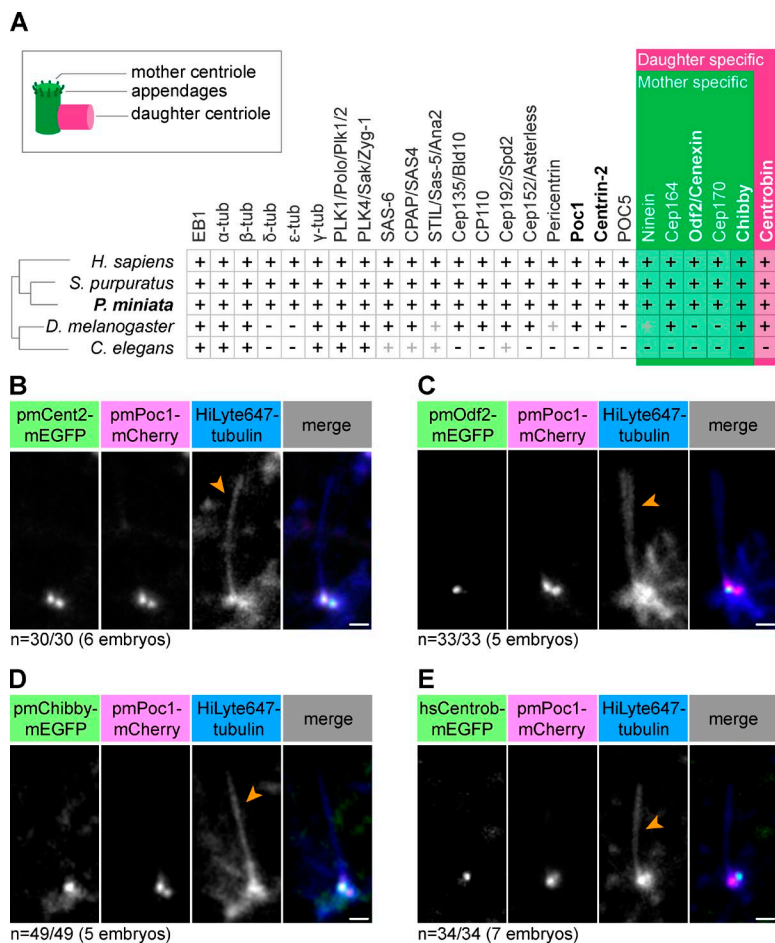 A
mother centriole
appendages
daughter centriole
Daughter specific
Mother specific
EB1
α-tub
β-tub
δ-tub
ε-tub
γ-tub
PLK1/Polo/Plk1/2
PLK4/Sak/Zyg-1
SAS-6
CPAP/SAS4
STIL/Sas-5/Ana2
Cep135/Bld10
CP110
Cep192/Spd2
Cep152/Asterless
Pericentrin
Poc1
Centrin-2
POC5
Ninein
Cep164
Odf2/Cenexin
Cep170
Chibby
Centrobin
H. sapiens + + + + + + + + + + + + + + + + + + + + + + + + +
S. purpuratus + + + + + + + + + + + + + + + + + + + + + + + + +
P. miniata + + + + + + + + + + + + + + + + + + + + + + + + +
D. melanogaster + + + - - + + + + + + + + + + + + + - + + - - + +
C. elegans + + + - - + + + + + + - - + - - - - - - - - - - -
B
pmCent2-mEGFP
pmPoc1-mCherry
HiLyte647-tubulin
merge
n=30/30 (6 embryos)
C
pmOdf2-mEGFP
pmPoc1-mCherry
HiLyte647-tubulin
merge
n=33/33 (5 embryos)
D
pmChibby-mEGFP
pmPoc1-mCherry
HiLyte647-tubulin
merge
n=49/49 (5 embryos)
E
hsCentrob-mEGFP
pmPoc1-mCherry
HiLyte647-tubulin
merge
n=34/34 (7 embryos)